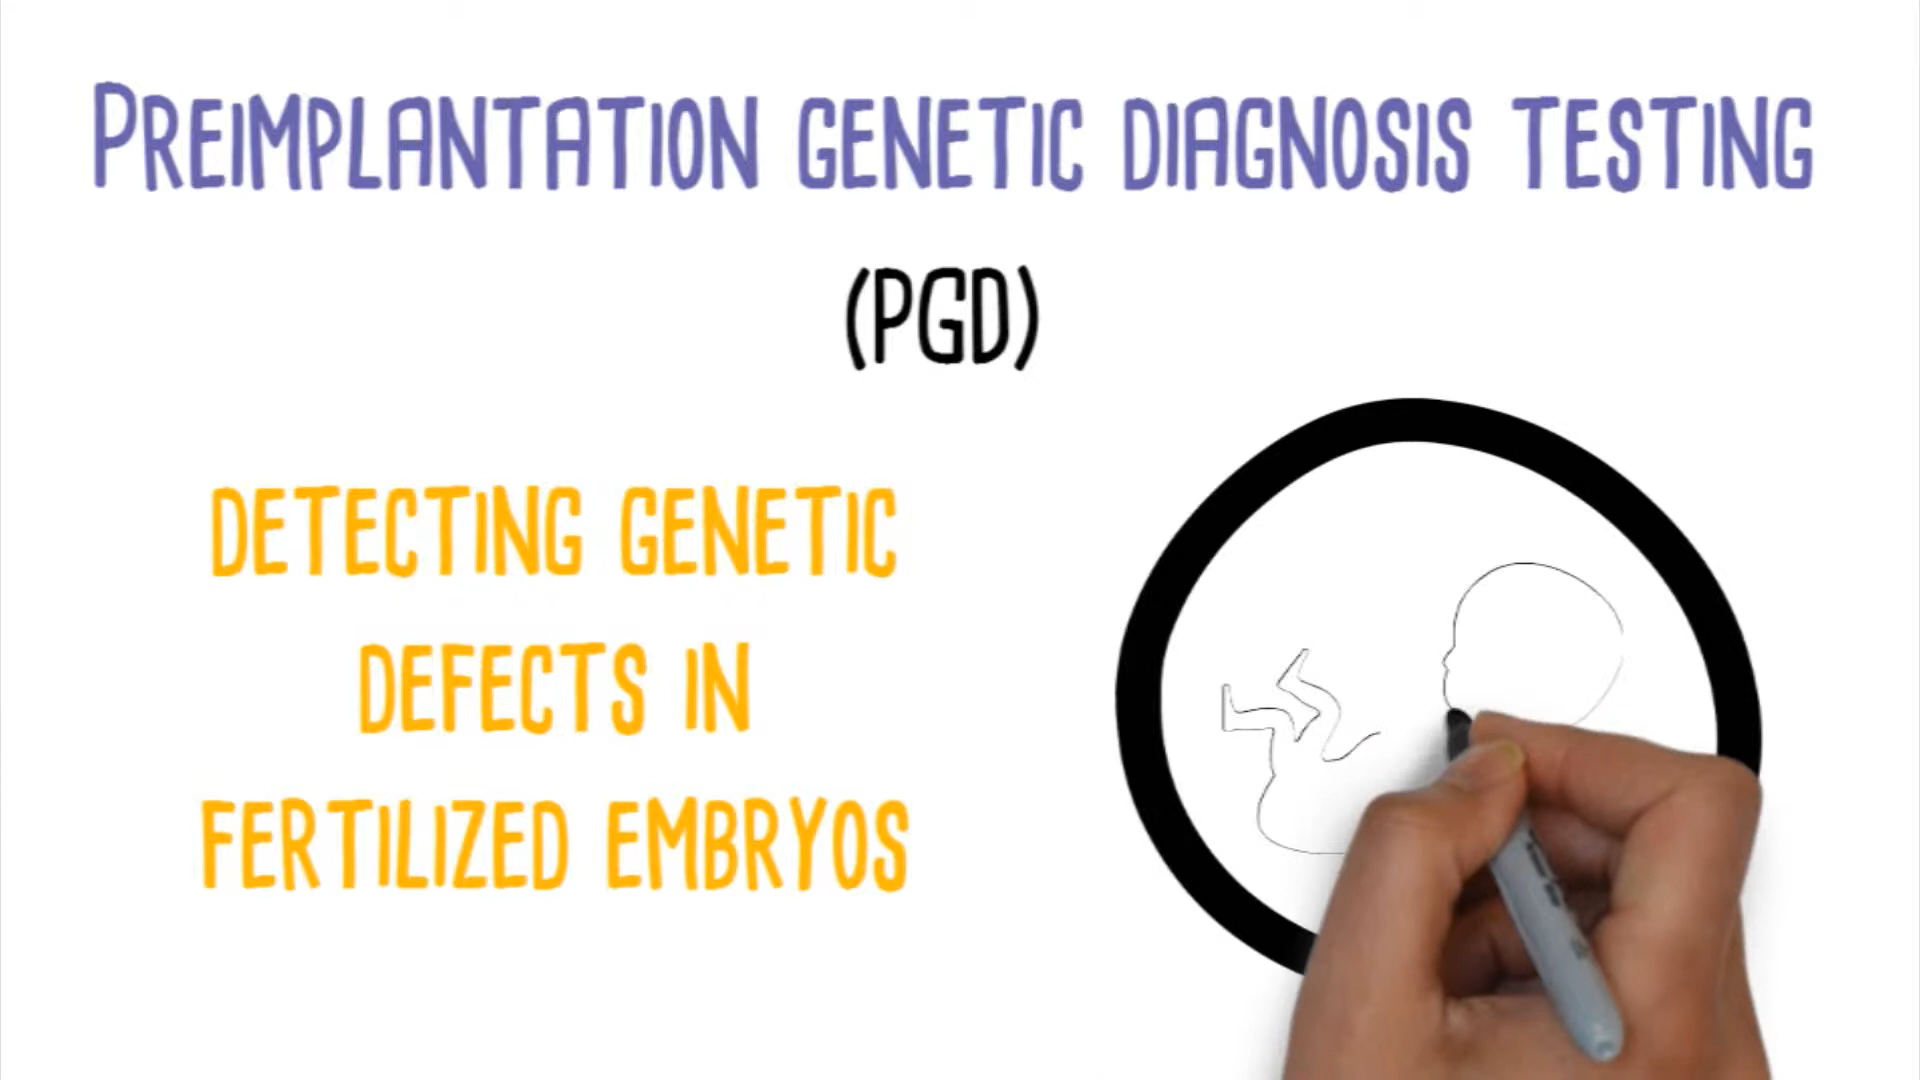 PREIMPLANTATION GENETIC DIAGNOSIS TESTING
(PGD)
DETECTING GENETIC
DEFECTS IN
FERTILIZED EMBRYOS